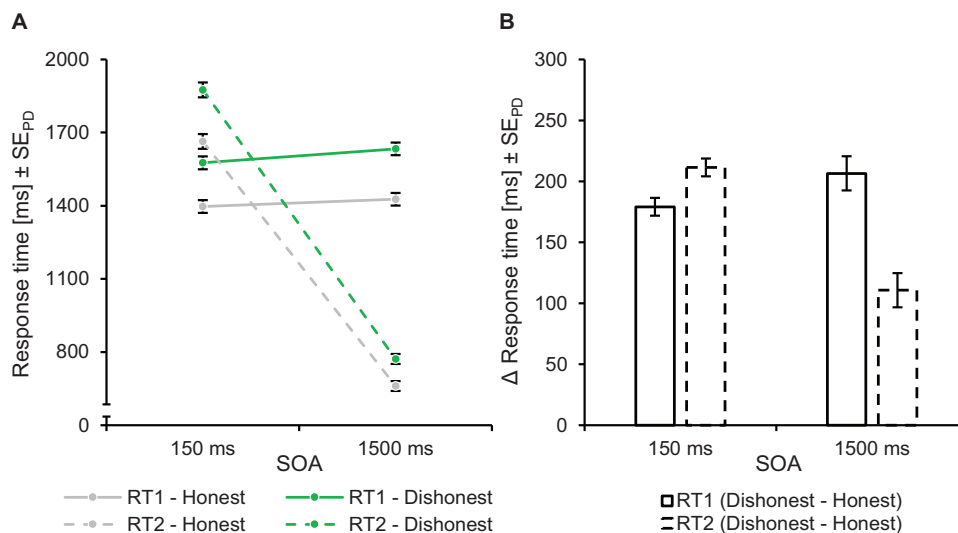 A
Response time [ms] ± SE_PD
2000
1700
1400
1100
800
0
150 ms
1500 ms
SOA
RT1 - Honest
RT1 - Dishonest
RT2 - Honest
RT2 - Dishonest
B
Δ Response time [ms] ± SE_PD
300
250
200
150
100
50
0
150 ms
1500 ms
SOA
RT1 (Dishonest - Honest)
RT2 (Dishonest - Honest)